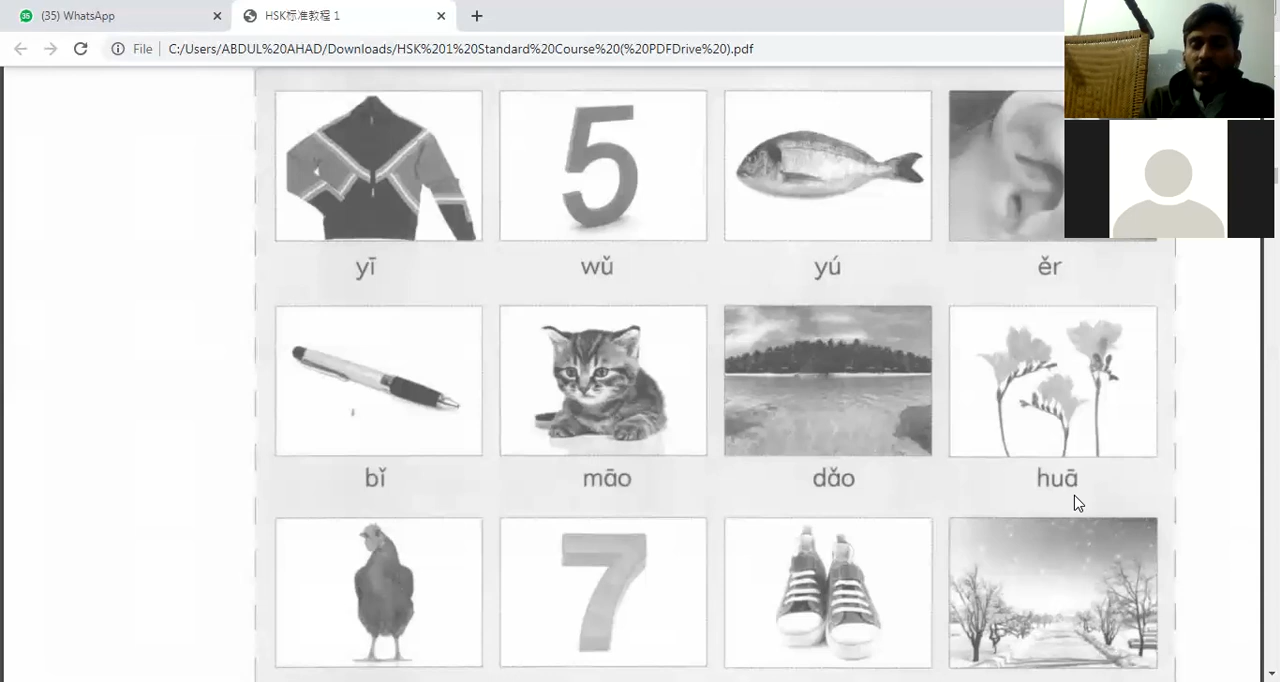 35 (35) WhatsApp
HSK标准教程 1
File C:/Users/ABDUL%20AHAD/Downloads/HSK%201%20Standard%20Course%20(%20PDFDrive%20).pdf
5
yī wǔ yú ěr
bǐ māo dǎo huā
7